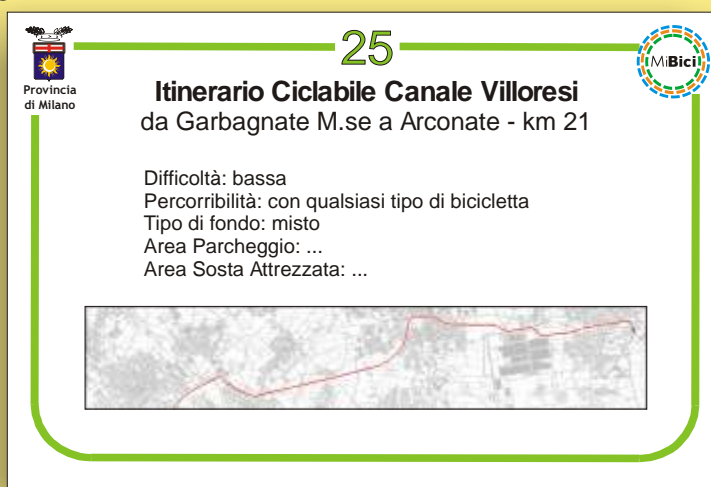 25
Provincia
di Milano
MiBici
Itinerario Ciclabile Canale Villoresi
da Garbagnate M.se a Arconate - km 21
Difficoltà: bassa
Percorribilità: con qualsiasi tipo di bicicletta
Tipo di fondo: misto
Area Parcheggio: ...
Area Sosta Attrezzata: ...